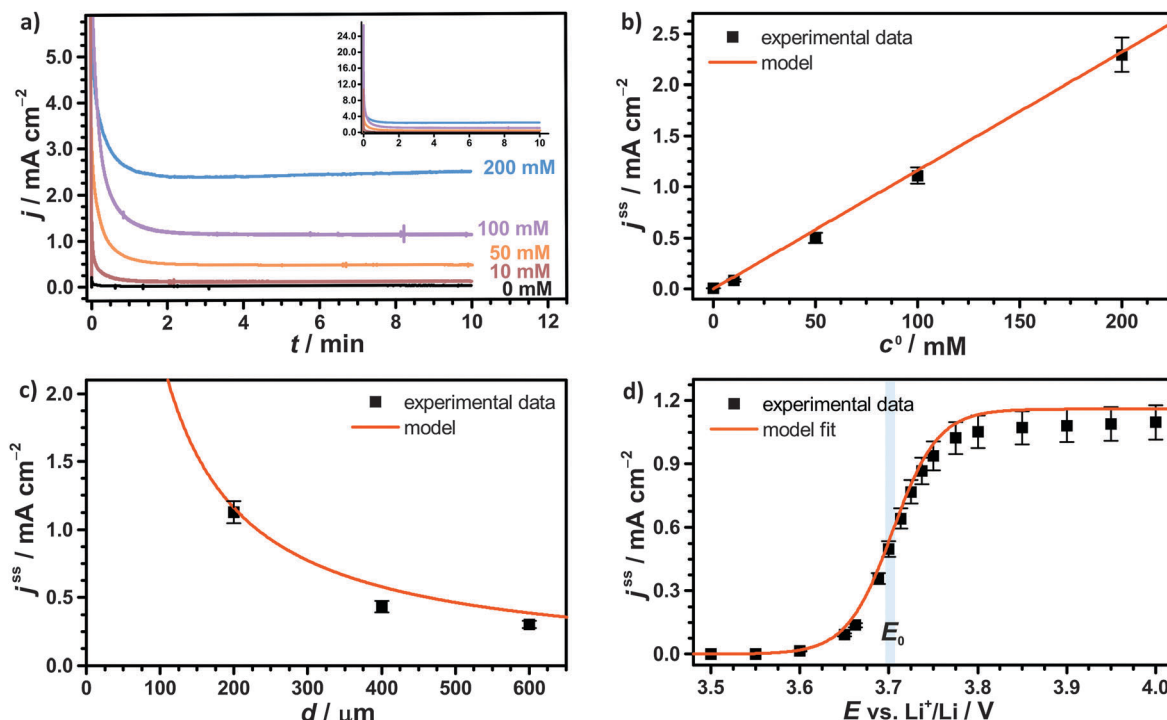 a)
5.0
4.0
3.0
2.0
1.0
0.0
j / mA cm⁻²
24.0
20.0
16.0
12.0
8.0
4.0
0.0
0 2 4 6 8 10
200 mM
100 mM
50 mM
10 mM
0 mM
0 2 4 6 8 10 12
t / min
b)
experimental data
model
2.5
2.0
1.5
1.0
0.5
0.0
jˢˢ / mA cm⁻²
0 50 100 150 200
c⁰ / mM
c)
experimental data
model
2.0
1.5
1.0
0.5
0.0
jˢˢ / mA cm⁻²
0 100 200 300 400 500 600
d / μm
d)
experimental data
model fit
1.2
0.9
0.6
0.3
0.0
jˢˢ / mA cm⁻²
E₀
3.5 3.6 3.7 3.8 3.9 4.0
E vs. Li⁺/Li / V